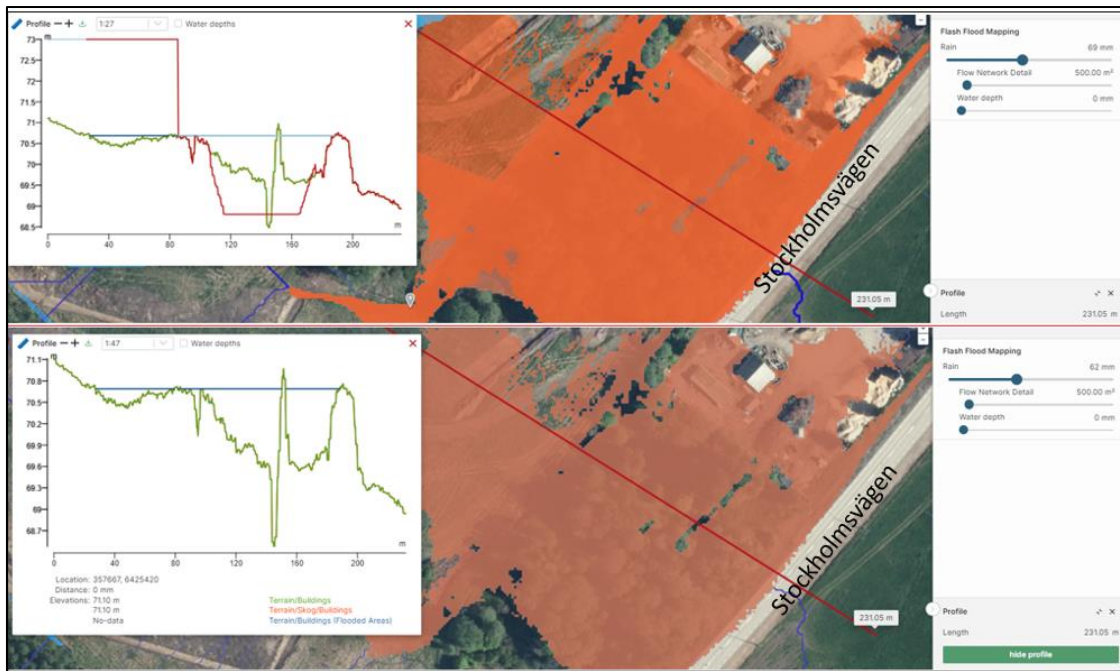 Profile 1:27 Water depths
m
73
72.5
72
71.5
71
70.5
70
69.5
69
68.5
m
0 40 80 120 160 200
Stockholmsvägen
231.05 m
Flash Flood Mapping
Rain 69 mm
Flow Network Detail 500.00 m²
Water depth 0 mm
Profile
Length 231.05 m
Profile 1:47 Water depths
71.1
m
70.8
70.5
70.2
69.9
69.6
69.3
69
68.7
m
0 40 80 120 160 200
Location: 357667, 6425420
Distance: 0 mm
Elevations: 71.10 m Terrain/Buildings
71.10 m Terrain/Skog/Buildings
No-data Terrain/Buildings (Flooded Areas)
Stockholmsvägen
231.05 m
Flash Flood Mapping
Rain 62 mm
Flow Network Detail 500.00 m²
Water depth 0 mm
Profile
Length 231.05 m
hide profile